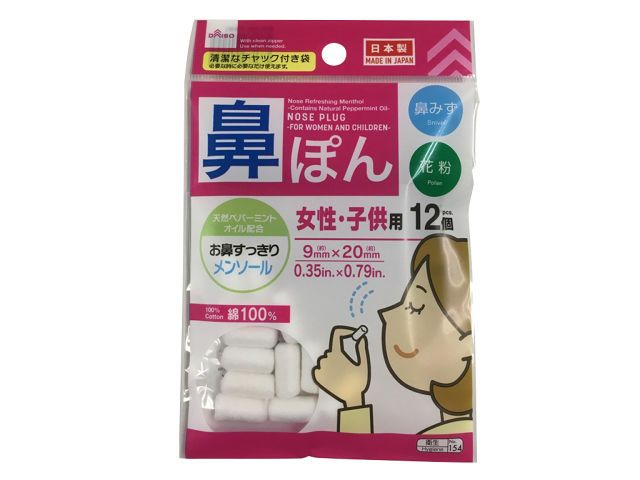 DAISO
With clean zipper
Use when needed.
清潔なチャック付き袋
必要な時に必要なだけ使えます。
日本製
MADE IN JAPAN
Nose Refreshing Menthol
-Contains Natural Peppermint Oil-
NOSE PLUG
-FOR WOMEN AND CHILDREN-
鼻ぽん
鼻みず
Snivel
花粉
Pollen
女性・子供用 12 pcs. 個
天然ペパーミント
オイル配合
お鼻すっきり
メンソール
9mm(約)×20mm(約)
0.35in.×0.79in.
100% Cotton 綿100%
衛生
Hygiene
No. 154